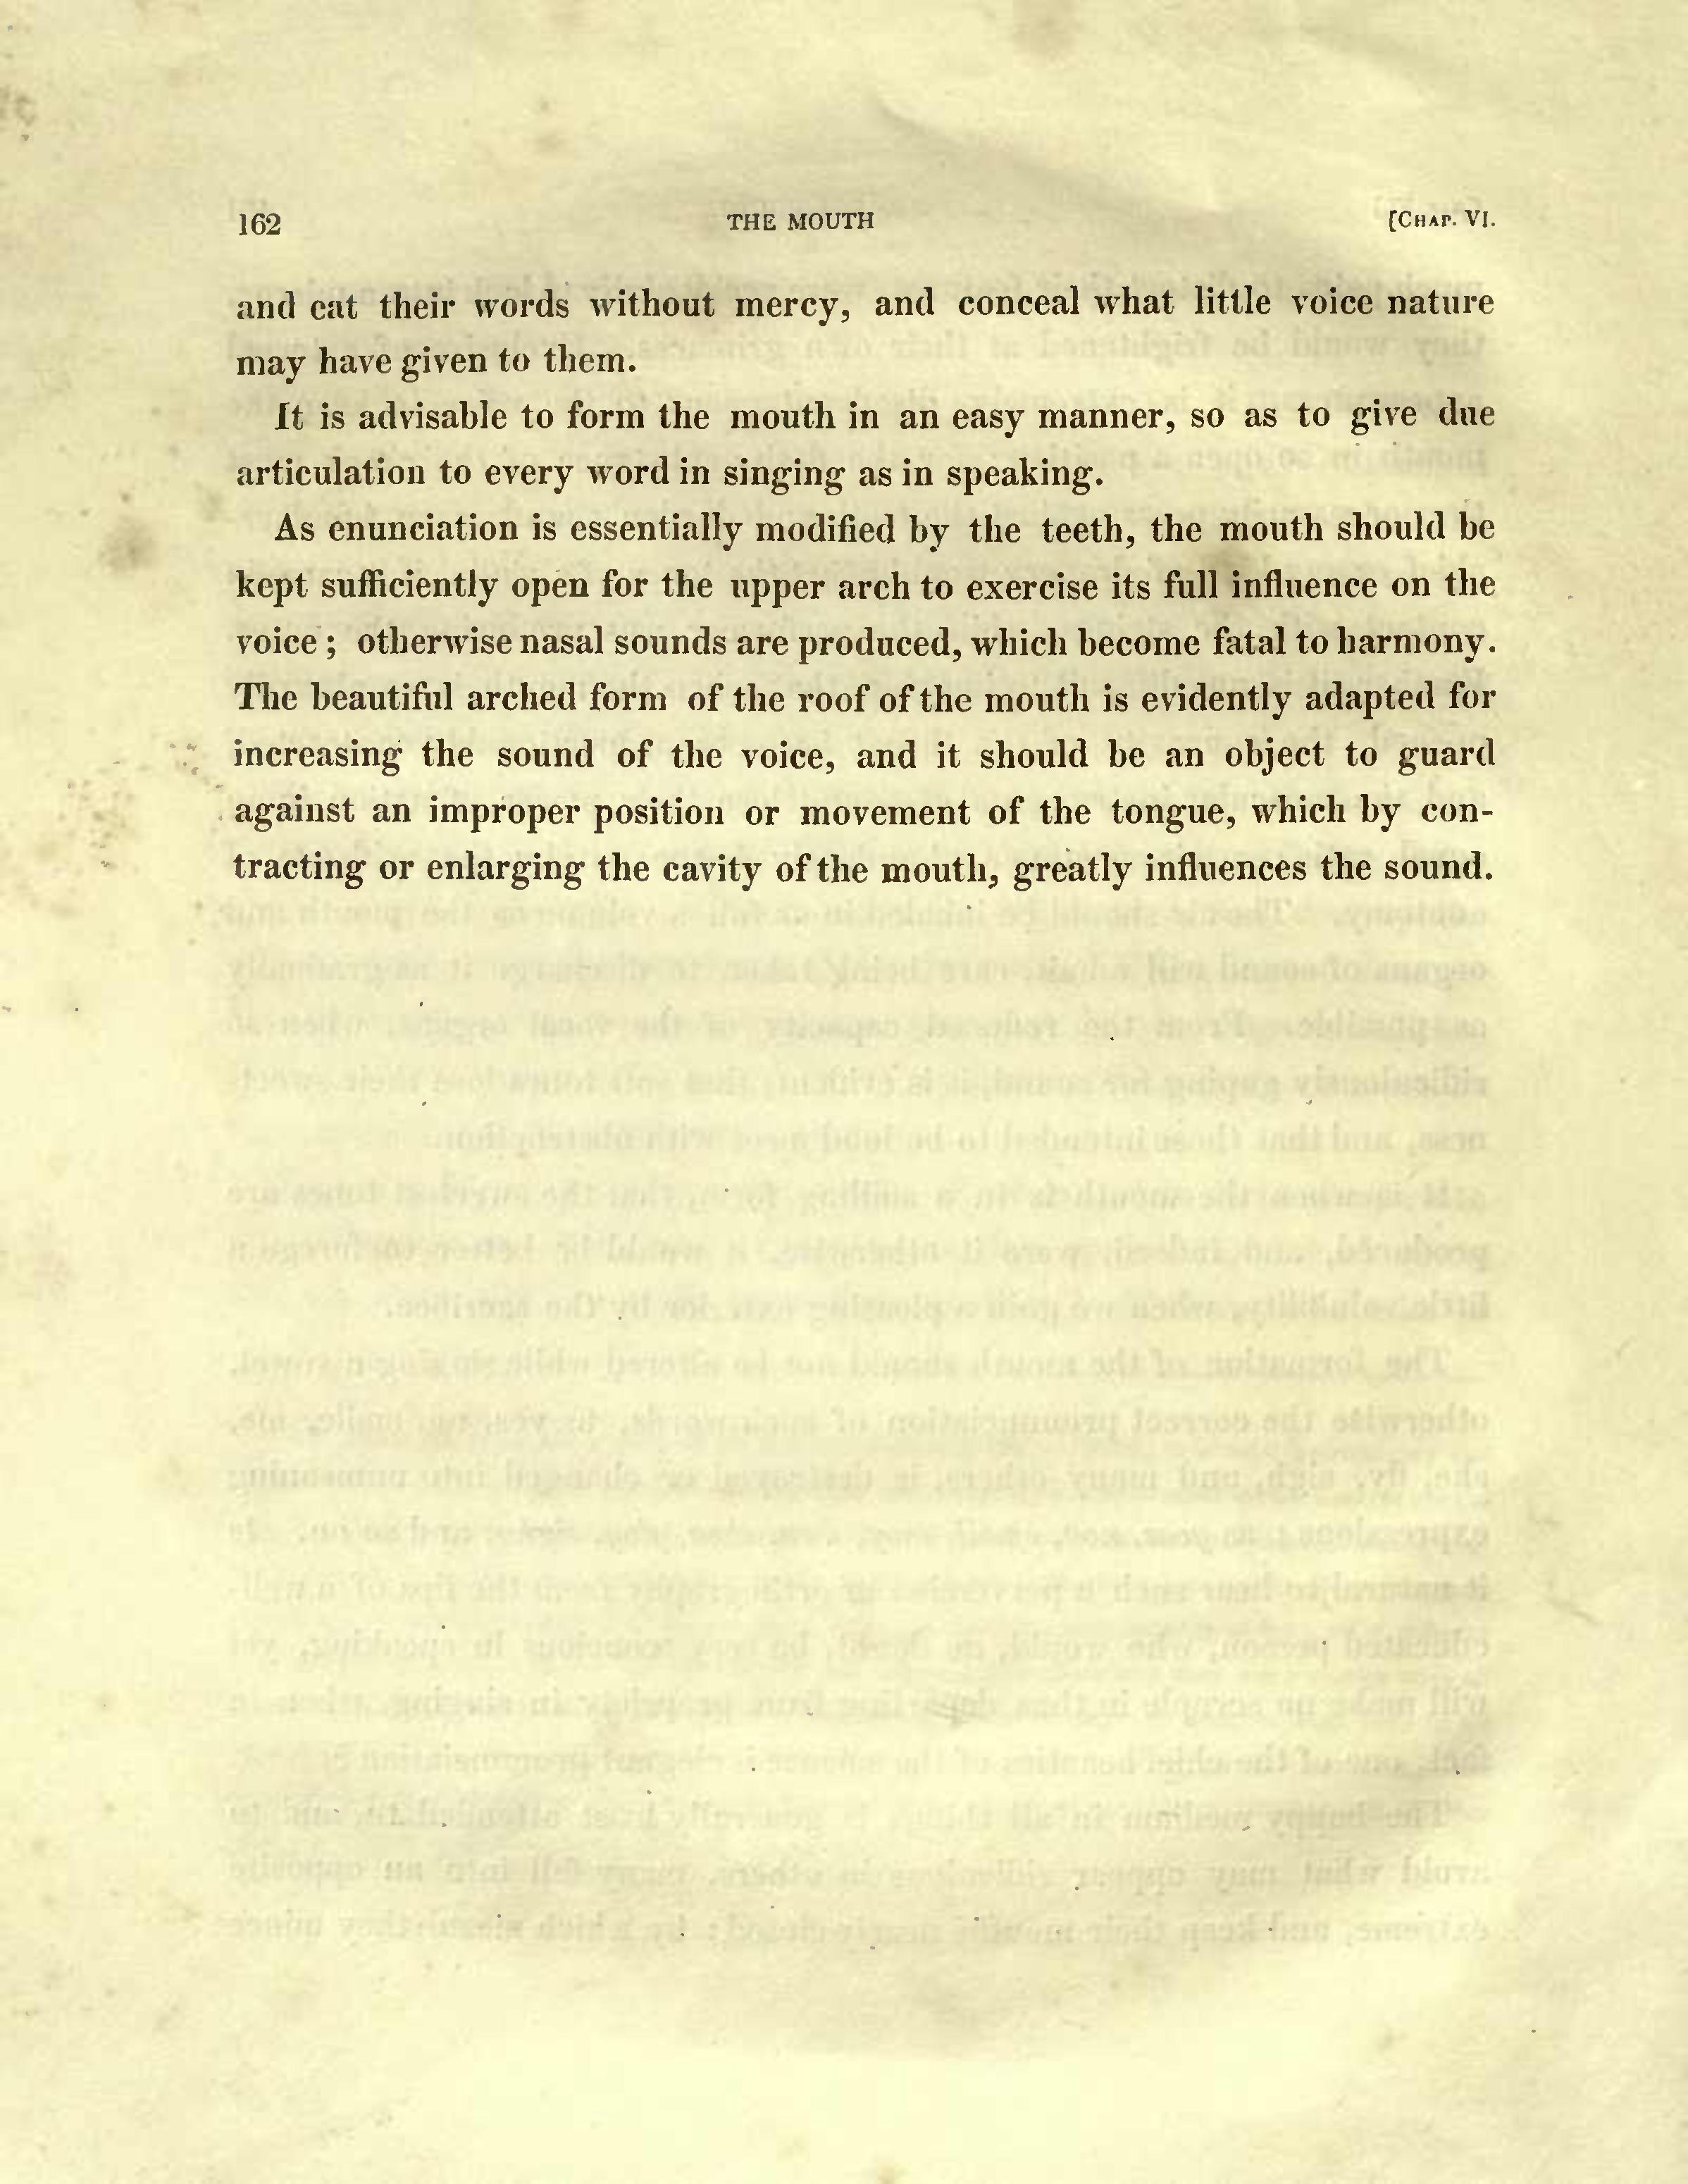 162 THE MOUTH [CHAP. VI.
and eat their words without mercy, and conceal what little voice nature
may have given to them.
It is advisable to form the mouth in an easy manner, so as to give due
articulation to every word in singing as in speaking.
As enunciation is essentially modified by the teeth, the mouth should be
kept sufficiently open for the upper arch to exercise its full influence on the
voice ; otherwise nasal sounds are produced, which become fatal to harmony.
The beautiful arched form of the roof of the mouth is evidently adapted for
increasing the sound of the voice, and it should be an object to guard
against an improper position or movement of the tongue, which by con-
tracting or enlarging the cavity of the mouth, greatly influences the sound.